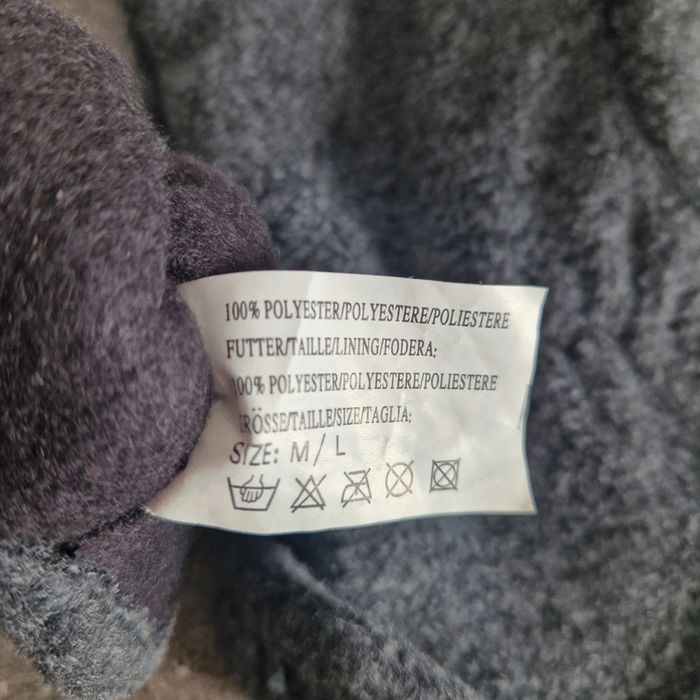 100% POLYESTER/POLYESTERE/POLIESTERE
FUTTER/TAILLE/LINING/FODERA:
100% POLYESTER/POLYESTERE/POLIESTERE
GRÖSSE/TAILLE/SIZE/TAGLIA:
SIZE: M/L